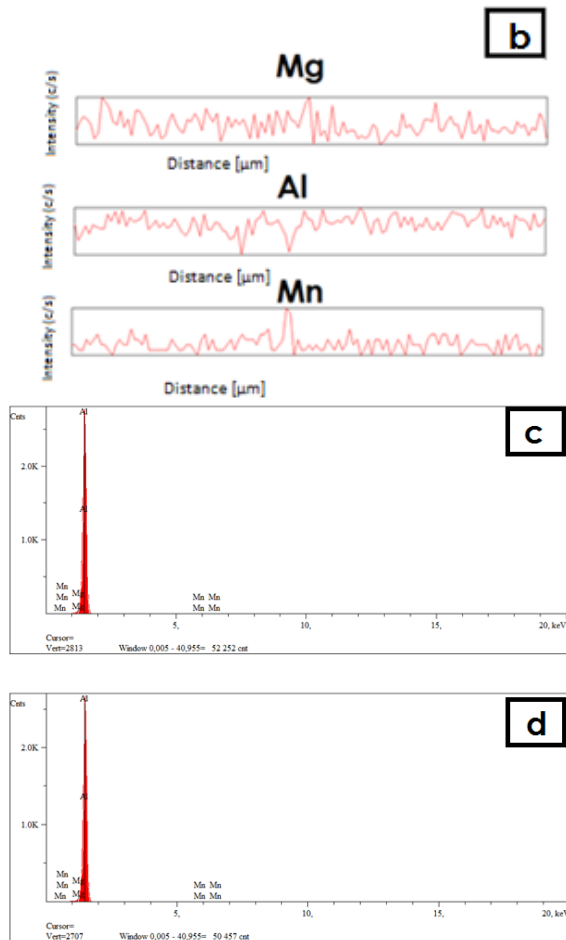 b
Mg
Intensity (c/s)
Distance [μm]
Al
Intensity (c/s)
Distance [μm]
Mn
Intensity (c/s)
Distance [μm]
c
Cnts
Al
2.0K
Al
1.0K
Mn
Mn
Mn
Mn Mn
Mn Mn
5, 10, 15, 20, keV
Cursor=
Vert=2813 Window 0,005 - 40,955= 52 252 cnt
d
Cnts
Al
2.0K
Al
1.0K
Mn
Mn
Mn
Mn Mn
Mn Mn
5, 10, 15, 20, keV
Cursor=
Vert=2707 Window 0,005 - 40,955= 50 457 cnt